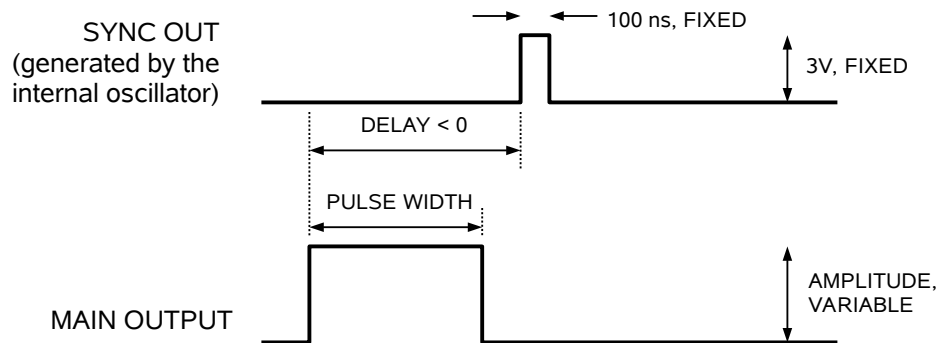 SYNC OUT
(generated by the
internal oscillator)
100 ns, FIXED
3V, FIXED
DELAY < 0
PULSE WIDTH
MAIN OUTPUT
AMPLITUDE,
VARIABLE